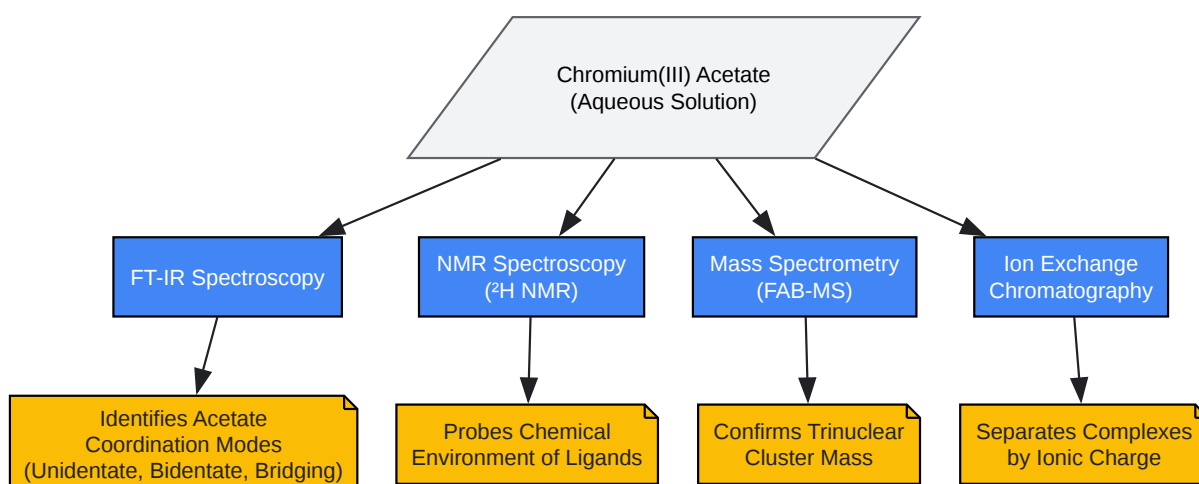 Chromium(III) Acetate
(Aqueous Solution)
FT-IR Spectroscopy
NMR Spectroscopy
(²H NMR)
Mass Spectrometry
(FAB-MS)
Ion Exchange
Chromatography
Identifies Acetate
Coordination Modes
(Unidentate, Bidentate, Bridging)
Probes Chemical
Environment of Ligands
Confirms Trinuclear
Cluster Mass
Separates Complexes
by Ionic Charge